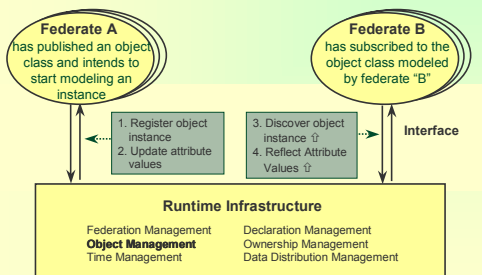 Federate A
has published an object
class and intends to
start modeling an
instance
Federate B
has subscribed to the
object class modeled
by federate “B”
1. Register object
instance
2. Update attribute
values
3. Discover object
instance ⇧
4. Reflect Attribute
Values ⇧
Interface
Runtime Infrastructure
Federation Management
Object Management
Time Management
Declaration Management
Ownership Management
Data Distribution Management